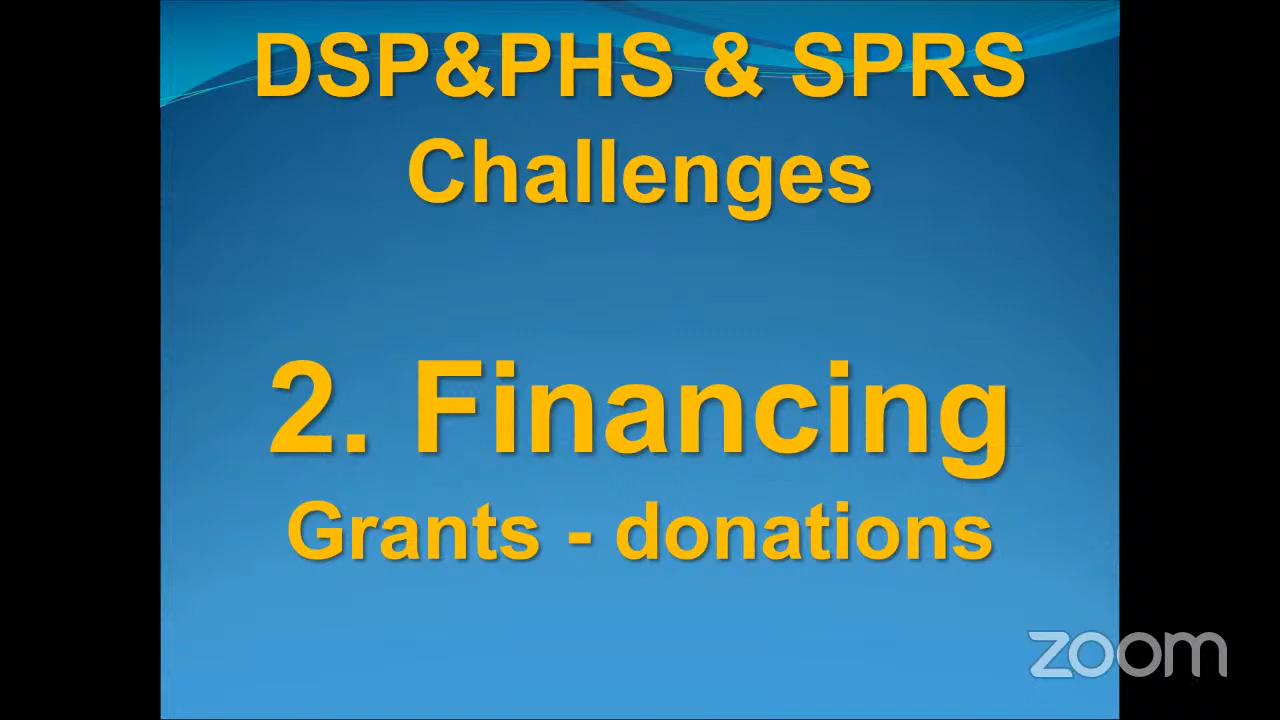 DSP&PHS & SPRS
Challenges
2. Financing
Grants - donations
zoom